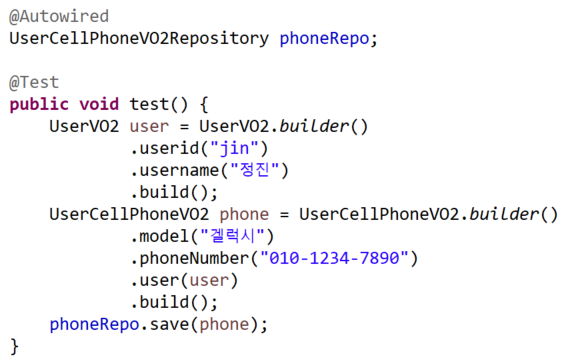 @Autowired
UserCellPhoneVO2Repository phoneRepo;
@Test
public void test() {
UserVO2 user = UserVO2.builder()
.userid("jin")
.username("정진")
.build();
UserCellPhoneVO2 phone = UserCellPhoneVO2.builder()
.model("겔럭시")
.phoneNumber("010-1234-7890")
.user(user)
.build();
phoneRepo.save(phone);
}